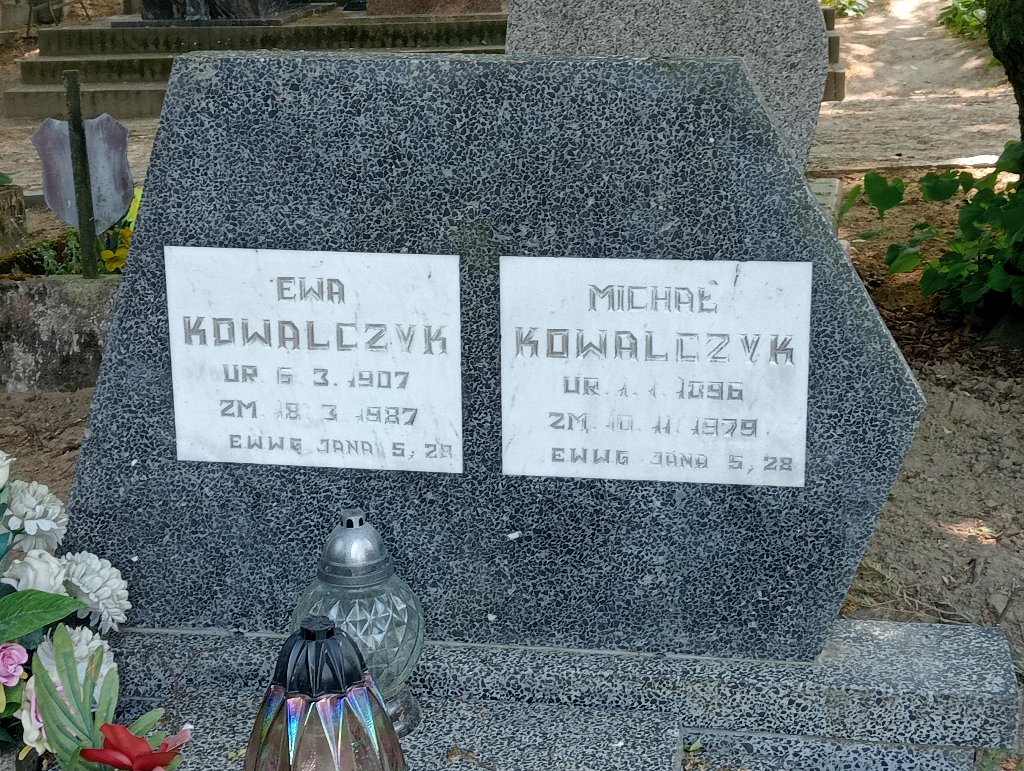 EWA
KOWALCZYK
UR 6 3. 1907
ZM 18 3 1987
EWWG JANA 5, 28
MICHAŁ
KOWALCZYK
UR. 1. 1 1896
ZM 10 11 1979
EWWG JANA 5, 28